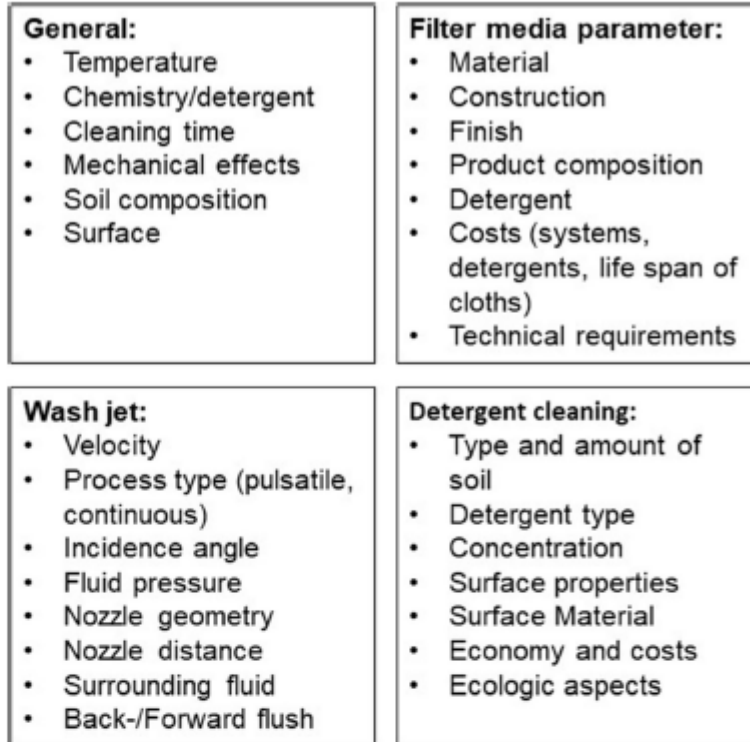 General:
• Temperature
• Chemistry/detergent
• Cleaning time
• Mechanical effects
• Soil composition
• Surface
Filter media parameter:
• Material
• Construction
• Finish
• Product composition
• Detergent
• Costs (systems,
detergents, life span of
cloths)
• Technical requirements
Wash jet:
• Velocity
• Process type (pulsatile,
continuous)
• Incidence angle
• Fluid pressure
• Nozzle geometry
• Nozzle distance
• Surrounding fluid
• Back-/Forward flush
Detergent cleaning:
• Type and amount of
soil
• Detergent type
• Concentration
• Surface properties
• Surface Material
• Economy and costs
• Ecologic aspects